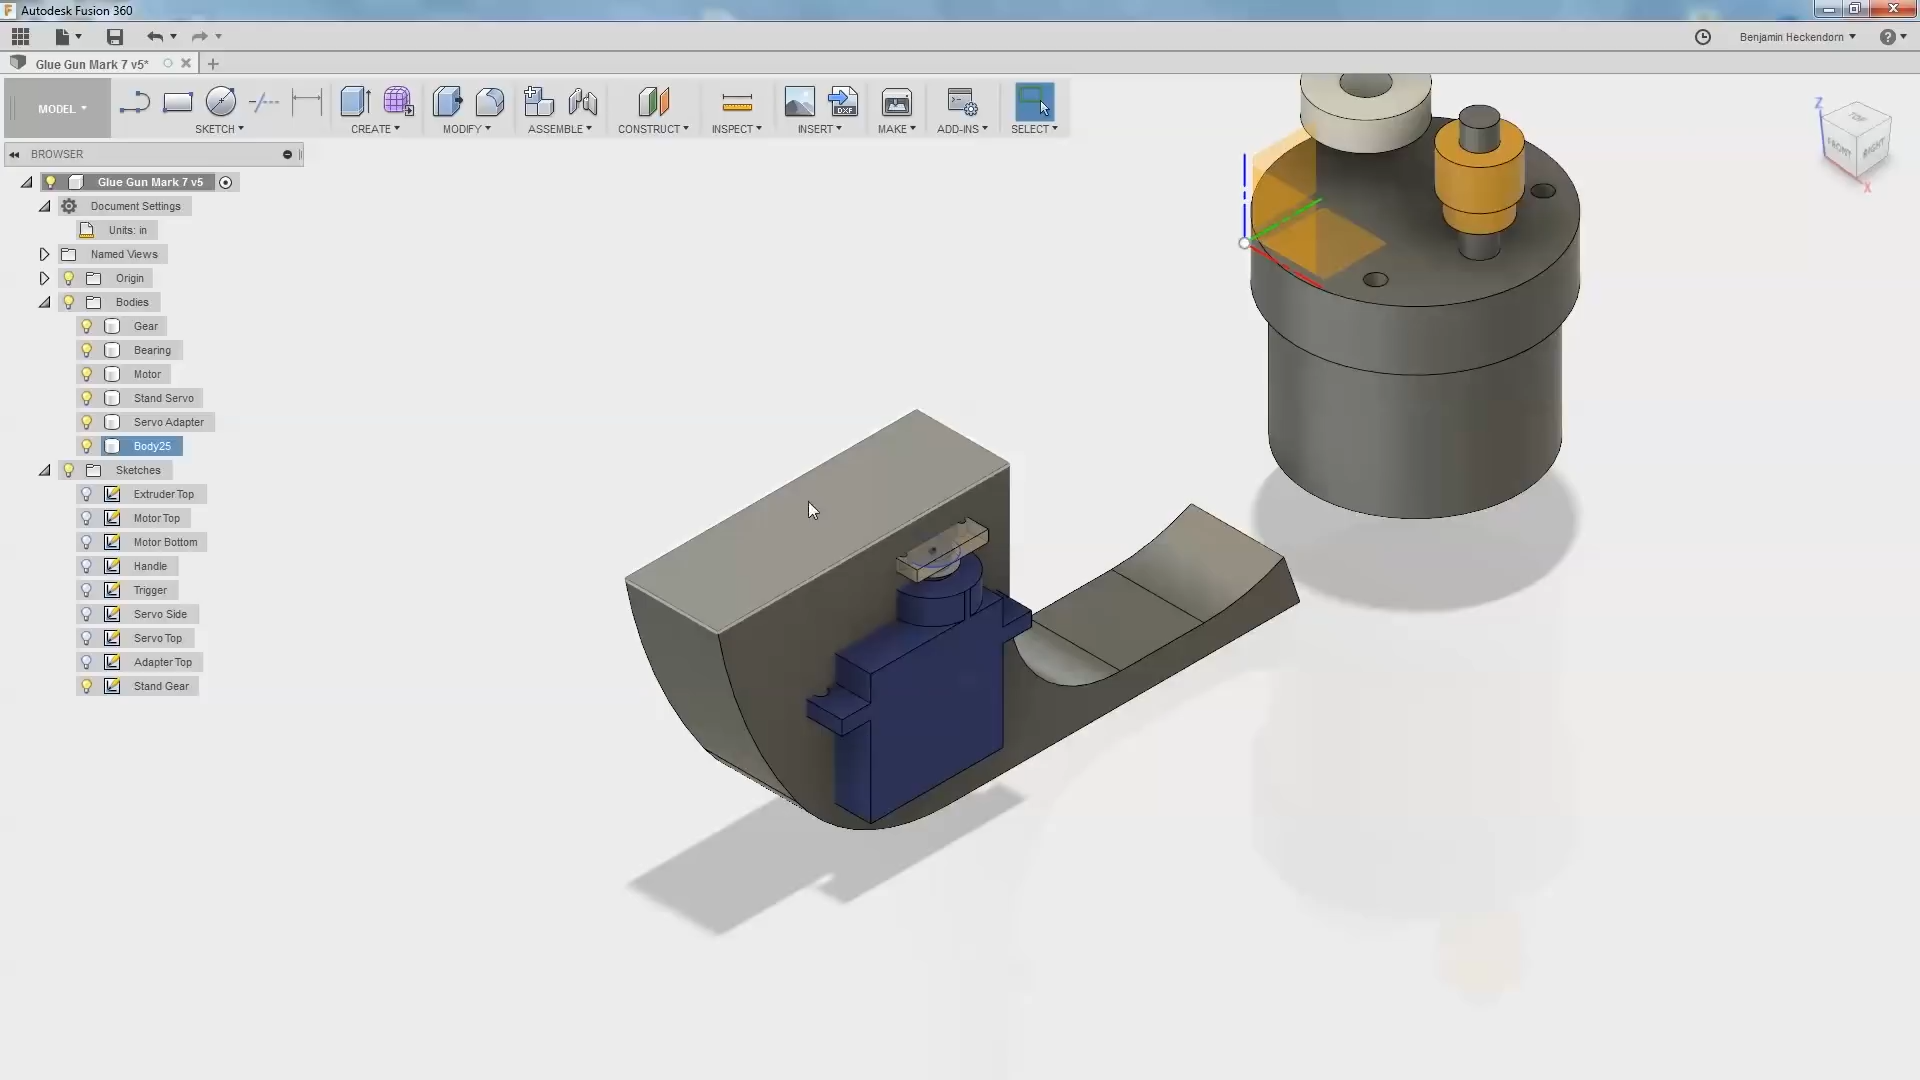 Autodesk Fusion 360
Benjamin Heckendorn
Glue Gun Mark 7 v5*
MODEL
SKETCH
CREATE
MODIFY
ASSEMBLE
CONSTRUCT
INSPECT
INSERT
MAKE
ADD-INS
SELECT
DXF
BROWSER
Glue Gun Mark 7 v5
Document Settings
Units: in
Named Views
Origin
Bodies
Gear
Bearing
Motor
Stand Servo
Servo Adapter
Body25
Sketches
Extruder Top
Motor Top
Motor Bottom
Handle
Trigger
Servo Side
Servo Top
Adapter Top
Stand Gear
Z
TOP
FRONT
RIGHT
X